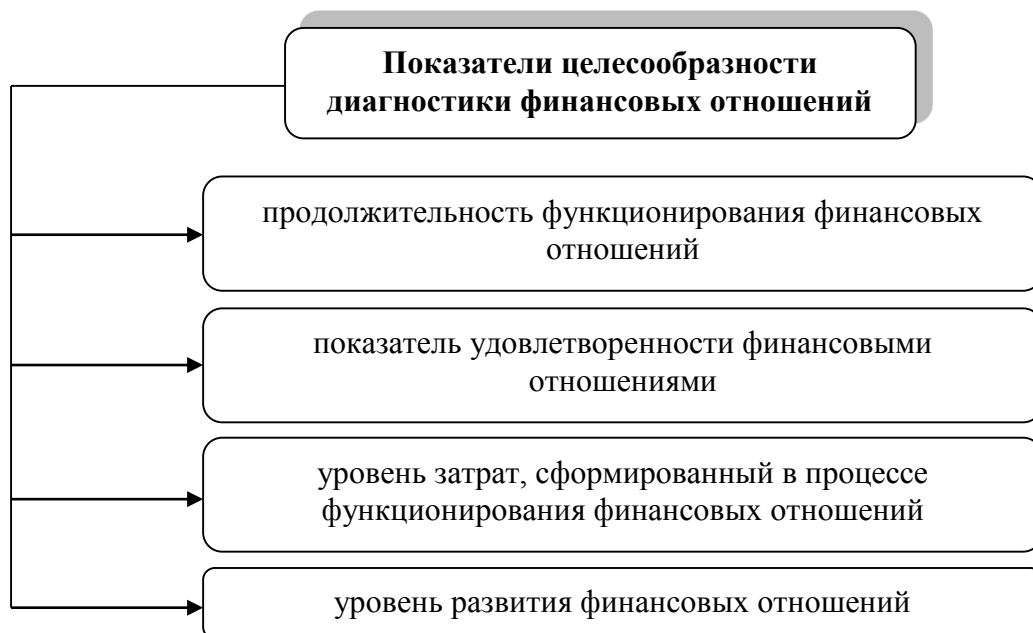 Показатели целесообразности
диагностики финансовых отношений
продолжительность функционирования финансовых
отношений
показатель удовлетворенности финансовыми
отношениями
уровень затрат, сформированный в процессе
функционирования финансовых отношений
уровень развития финансовых отношений